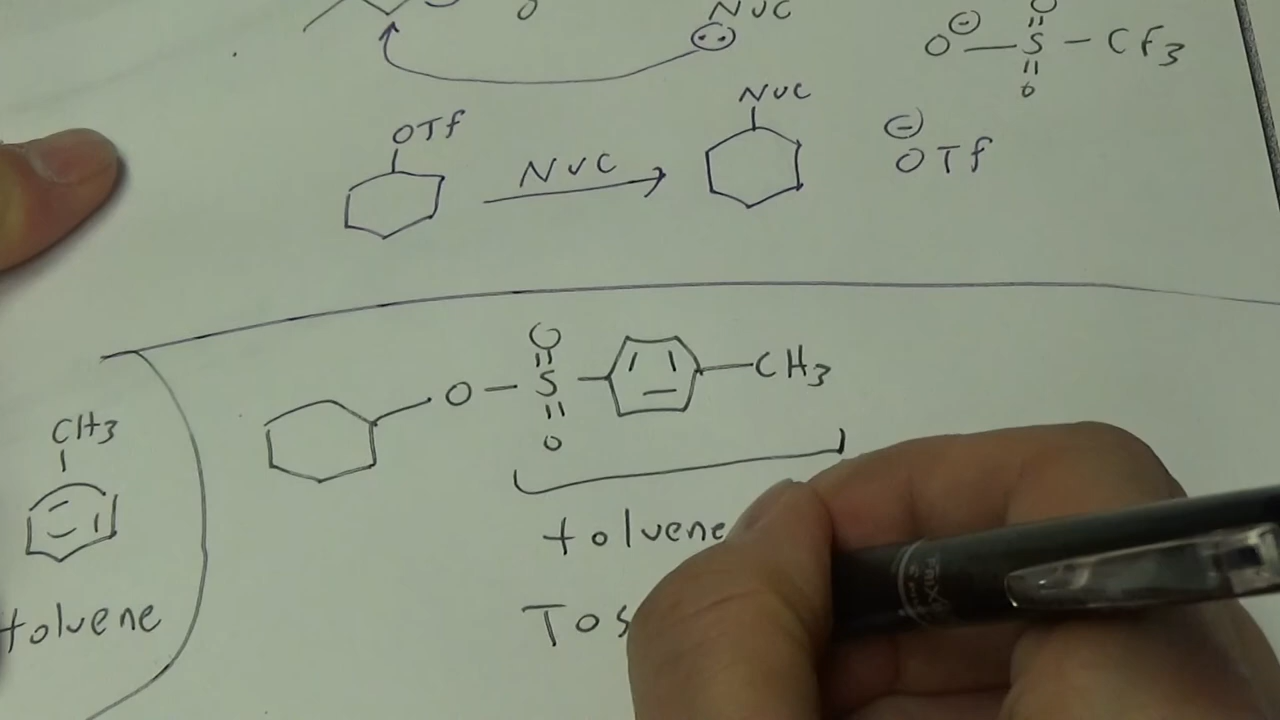 NUC
O⊖ — S — CF3
O
O
OTf
NUC
NUC
⊖
OTf
O
O — S — CH3
O
CH3
toluene
toluene
Tos